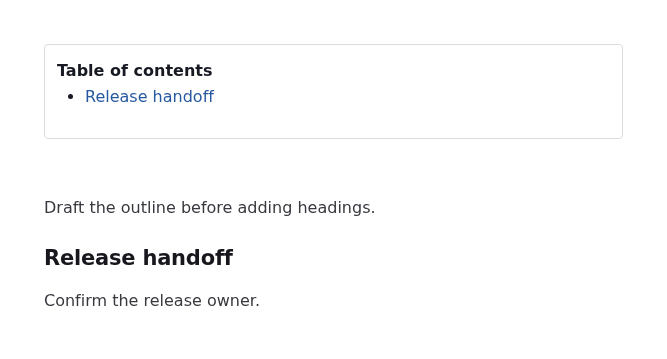 Table of contents
Release handoff
Draft the outline before adding headings.
Release handoff
Confirm the release owner.